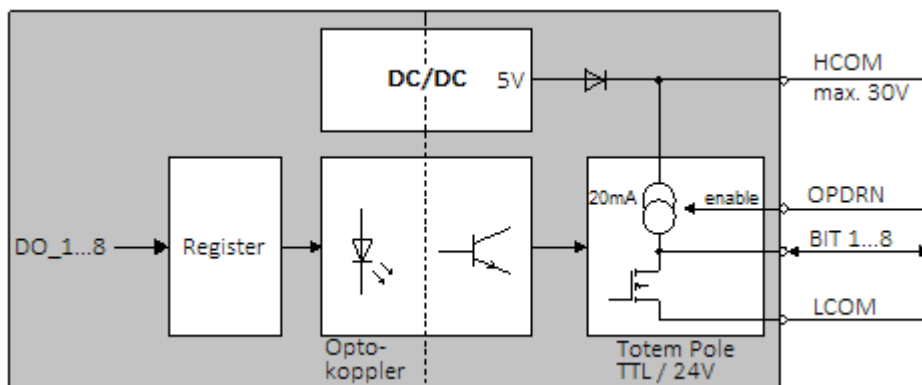 DC/DC
5V
HCOM
max. 30V
20mA
enable
OPDRN
DO_1...8
Register
BIT 1...8
LCOM
Opto-
koppler
Totem Pole
TTL / 24V